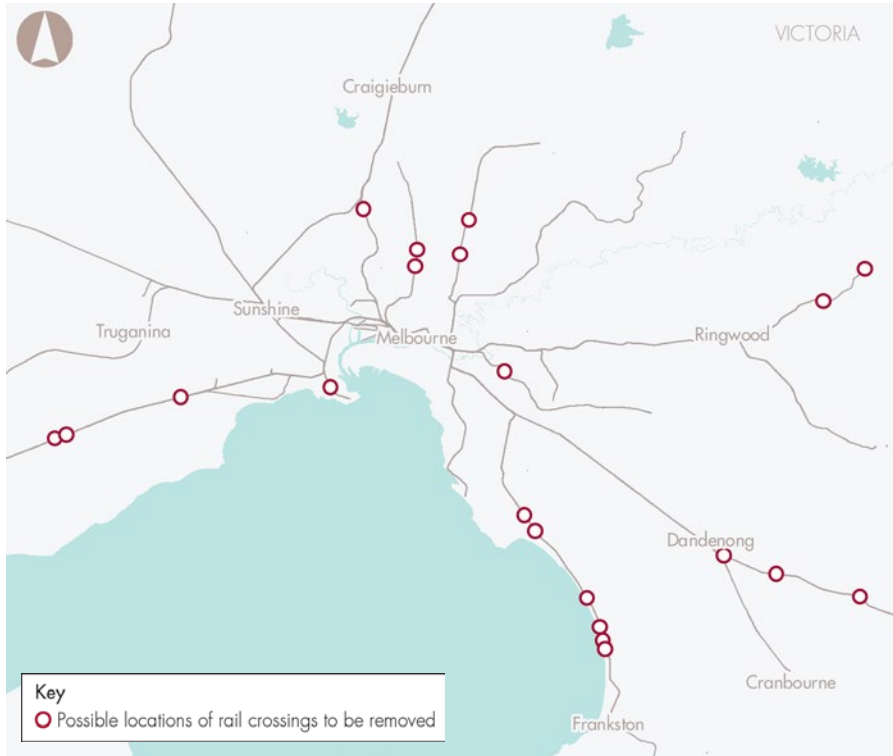 VICTORIA
Craigieburn
Sunshine
Truganina
Melbourne
Ringwood
Dandenong
Cranbourne
Frankston
Key
Possible locations of rail crossings to be removed